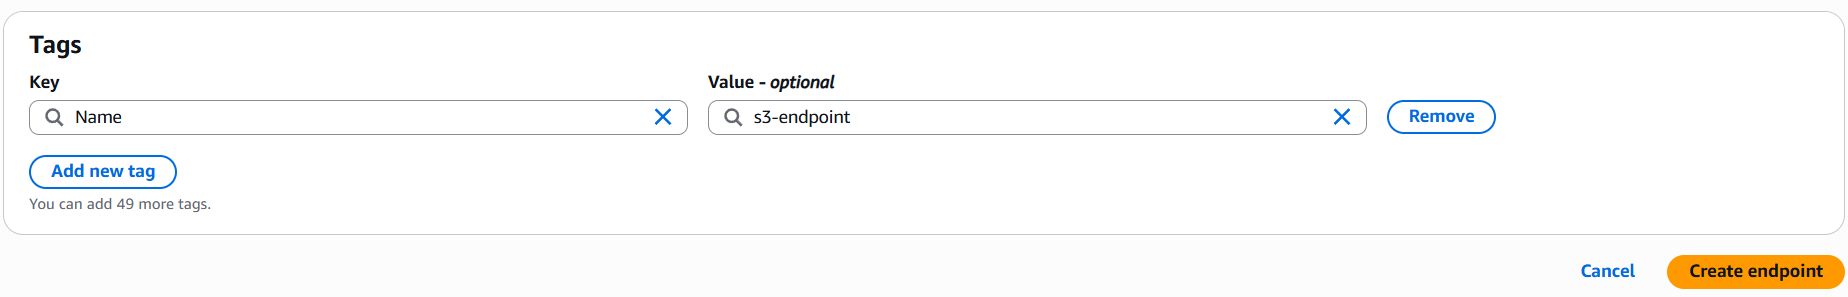 Tags
Key
Value - optional
Name
s3-endpoint
Remove
Add new tag
You can add 49 more tags.
Cancel
Create endpoint